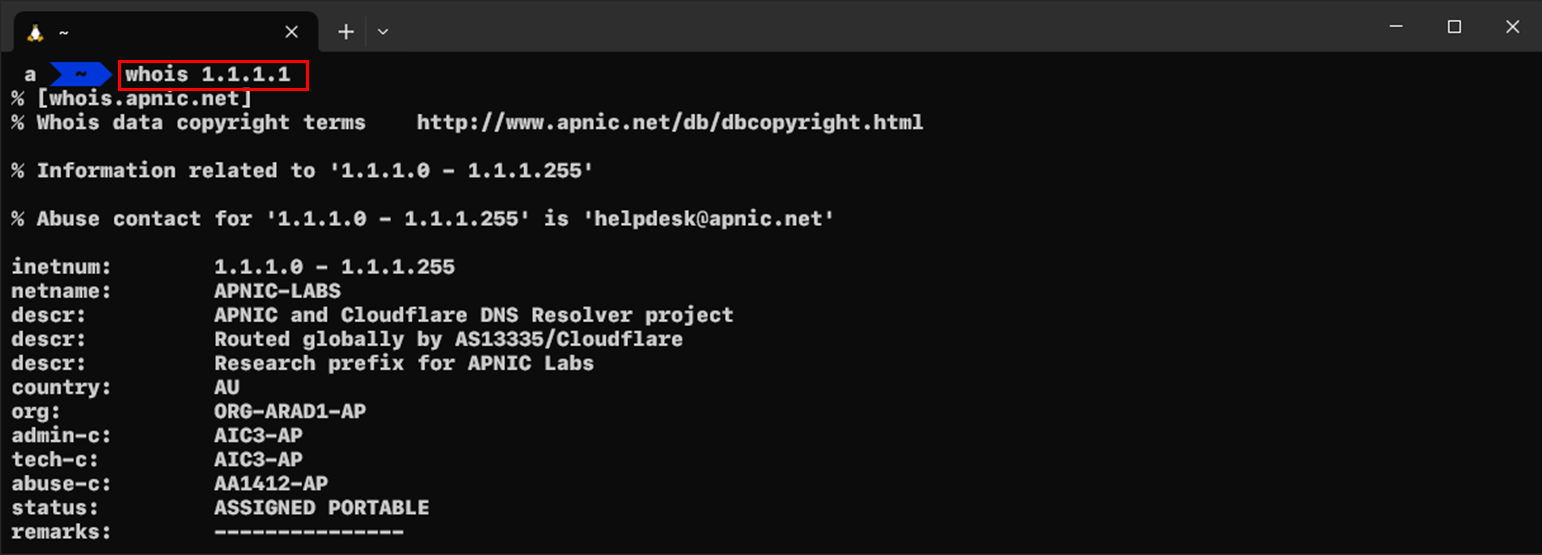 ~
a ~ whois 1.1.1.1
% [whois.apnic.net]
% Whois data copyright terms    http://www.apnic.net/db/dbcopyright.html
% Information related to '1.1.1.0 - 1.1.1.255'
% Abuse contact for '1.1.1.0 - 1.1.1.255' is 'helpdesk@apnic.net'
inetnum:        1.1.1.0 - 1.1.1.255
netname:        APNIC-LABS
descr:          APNIC and Cloudflare DNS Resolver project
descr:          Routed globally by AS13335/Cloudflare
descr:          Research prefix for APNIC Labs
country:        AU
org:            ORG-ARAD1-AP
admin-c:        AIC3-AP
tech-c:         AIC3-AP
abuse-c:        AA1412-AP
status:         ASSIGNED PORTABLE
remarks:        ---------------